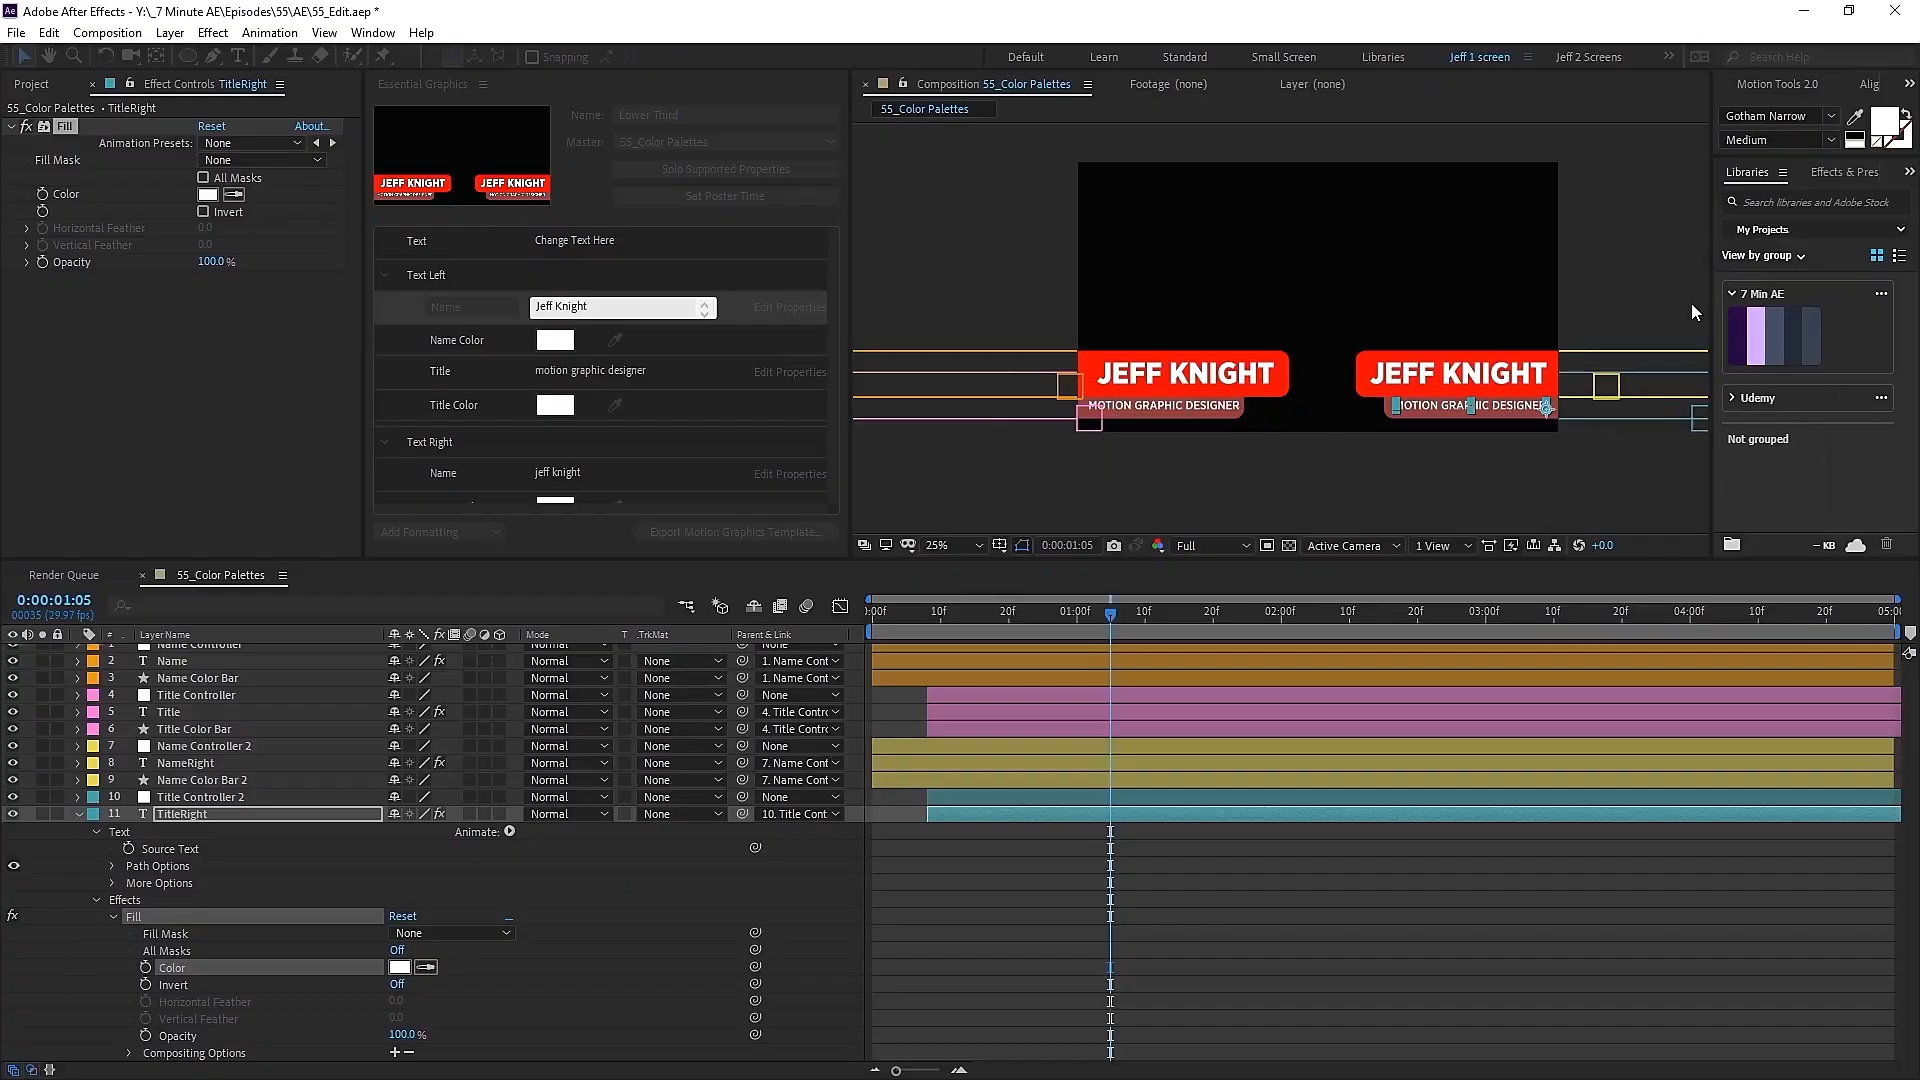 Adobe After Effects - Y:\_7 Minute AE\Episodes\55\AE\55_Edit.aep *
File Edit Composition Layer Effect Animation View Window Help
Snapping Default Learn Standard Small Screen Libraries Jeff 1 screen Jeff 2 Screens Search Help
Project Effect Controls TitleRight
55_Color Palettes • TitleRight
fx Fill Reset About...
Animation Presets: None
Fill Mask None
All Masks
Color
Invert
Horizontal Feather 0.0
Vertical Feather 0.0
Opacity 100.0 %
Essential Graphics
Name: Lower Third
Master: 55_Color Palettes
Solo Supported Properties
Set Poster Time
JEFF KNIGHT JEFF KNIGHT
Text Change Text Here
Text Left
Name Jeff Knight Edit Properties
Name Color
Title motion graphic designer Edit Properties
Title Color
Text Right
Name jeff knight Edit Properties
Add Formatting Export Motion Graphics Template...
Composition 55_Color Palettes Footage (none) Layer (none)
55_Color Palettes
JEFF KNIGHT JEFF KNIGHT
MOTION GRAPHIC DESIGNER
25% 0:00:01:05 Full Active Camera 1 View +0.0
Motion Tools 2.0 Alig
Gotham Narrow
Medium
Libraries Effects & Pres
Search libraries and Adobe Stock
My Projects
View by group
7 Min AE
Udemy
Not grouped
– KB
Render Queue 55_Color Palettes
0:00:01:05
00035 (29.97 fps)
:00f 10f 20f 01:00f 10f 20f 02:00f 10f 20f 03:00f 10f 20f 04:00f 10f 20f 05:00
# Layer Name Mode T .TrkMat Parent & Link
1 Name Controller Normal None
2 T Name fx Normal None 1. Name Cont
3 Name Color Bar Normal None 1. Name Cont
4 Title Controller Normal None None
5 T Title fx Normal None 4. Title Contro
6 Title Color Bar Normal None 4. Title Contro
7 Name Controller 2 Normal None None
8 T NameRight fx Normal None 7. Name Cont
9 Name Color Bar 2 Normal None 7. Name Cont
10 Title Controller 2 Normal None None
11 T TitleRight fx Normal None 10. Title Cont
Text Animate:
Source Text
Path Options
More Options
Effects
fx Fill Reset ...
Fill Mask None
All Masks Off
Color
Invert Off
Horizontal Feather 0.0
Vertical Feather 0.0
Opacity 100.0 %
Compositing Options + –